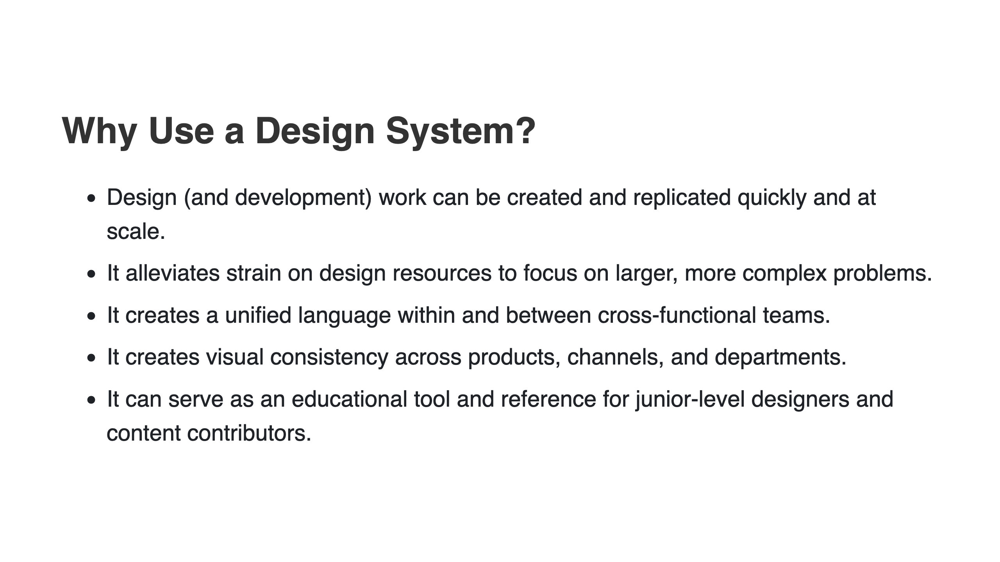 Why Use a Design System?
• Design (and development) work can be created and replicated quickly and at
scale.
• It alleviates strain on design resources to focus on larger, more complex problems.
• It creates a unified language within and between cross-functional teams.
• It creates visual consistency across products, channels, and departments.
• It can serve as an educational tool and reference for junior-level designers and
content contributors.